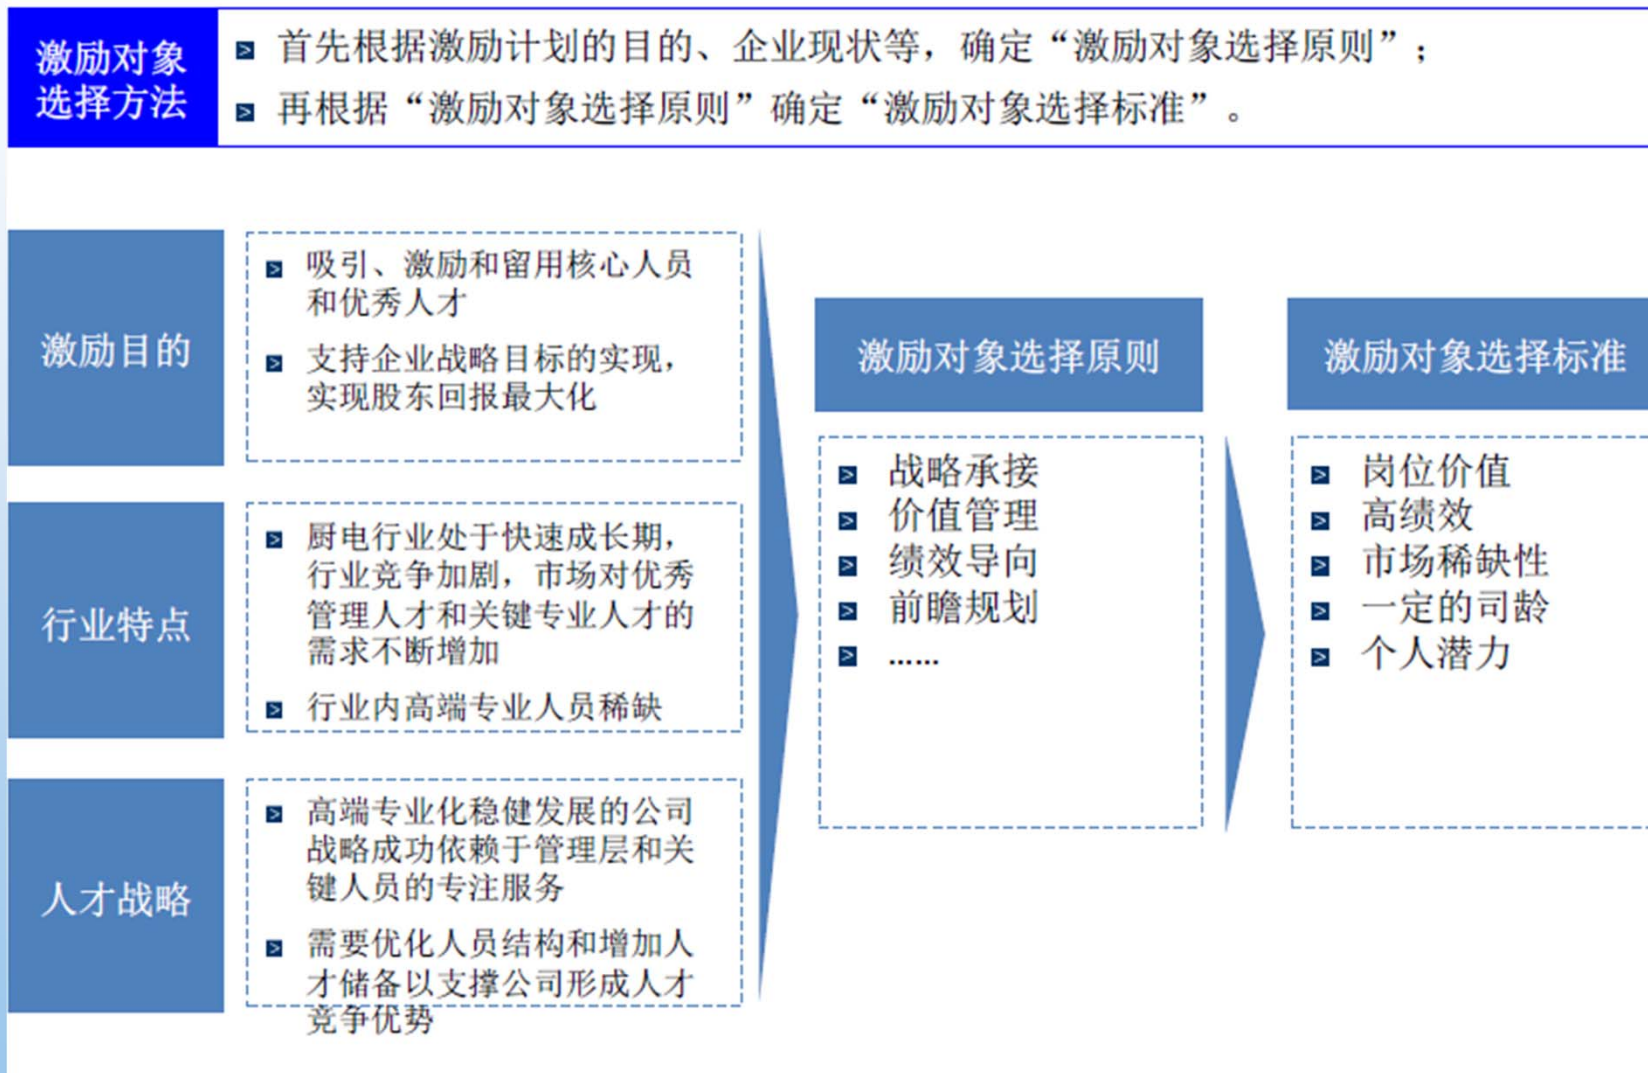 激励对象
选择方法
首先根据激励计划的目的、企业现状等，确定“激励对象选择原则”；
再根据“激励对象选择原则”确定“激励对象选择标准”。
激励目的
吸引、激励和留用核心人员
和优秀人才
支持企业战略目标的实现，
实现股东回报最大化
行业特点
厨电行业处于快速成长期，
行业竞争加剧，市场对优秀
管理人才和关键专业人才的
需求不断增加
行业内高端专业人员稀缺
人才战略
高端专业化稳健发展的公司
战略成功依赖于管理层和关
键人员的专注服务
需要优化人员结构和增加人
才储备以支撑公司形成人才
竞争优势
激励对象选择原则
战略承接
价值管理
绩效导向
前瞻规划
……
激励对象选择标准
岗位价值
高绩效
市场稀缺性
一定的司龄
个人潜力